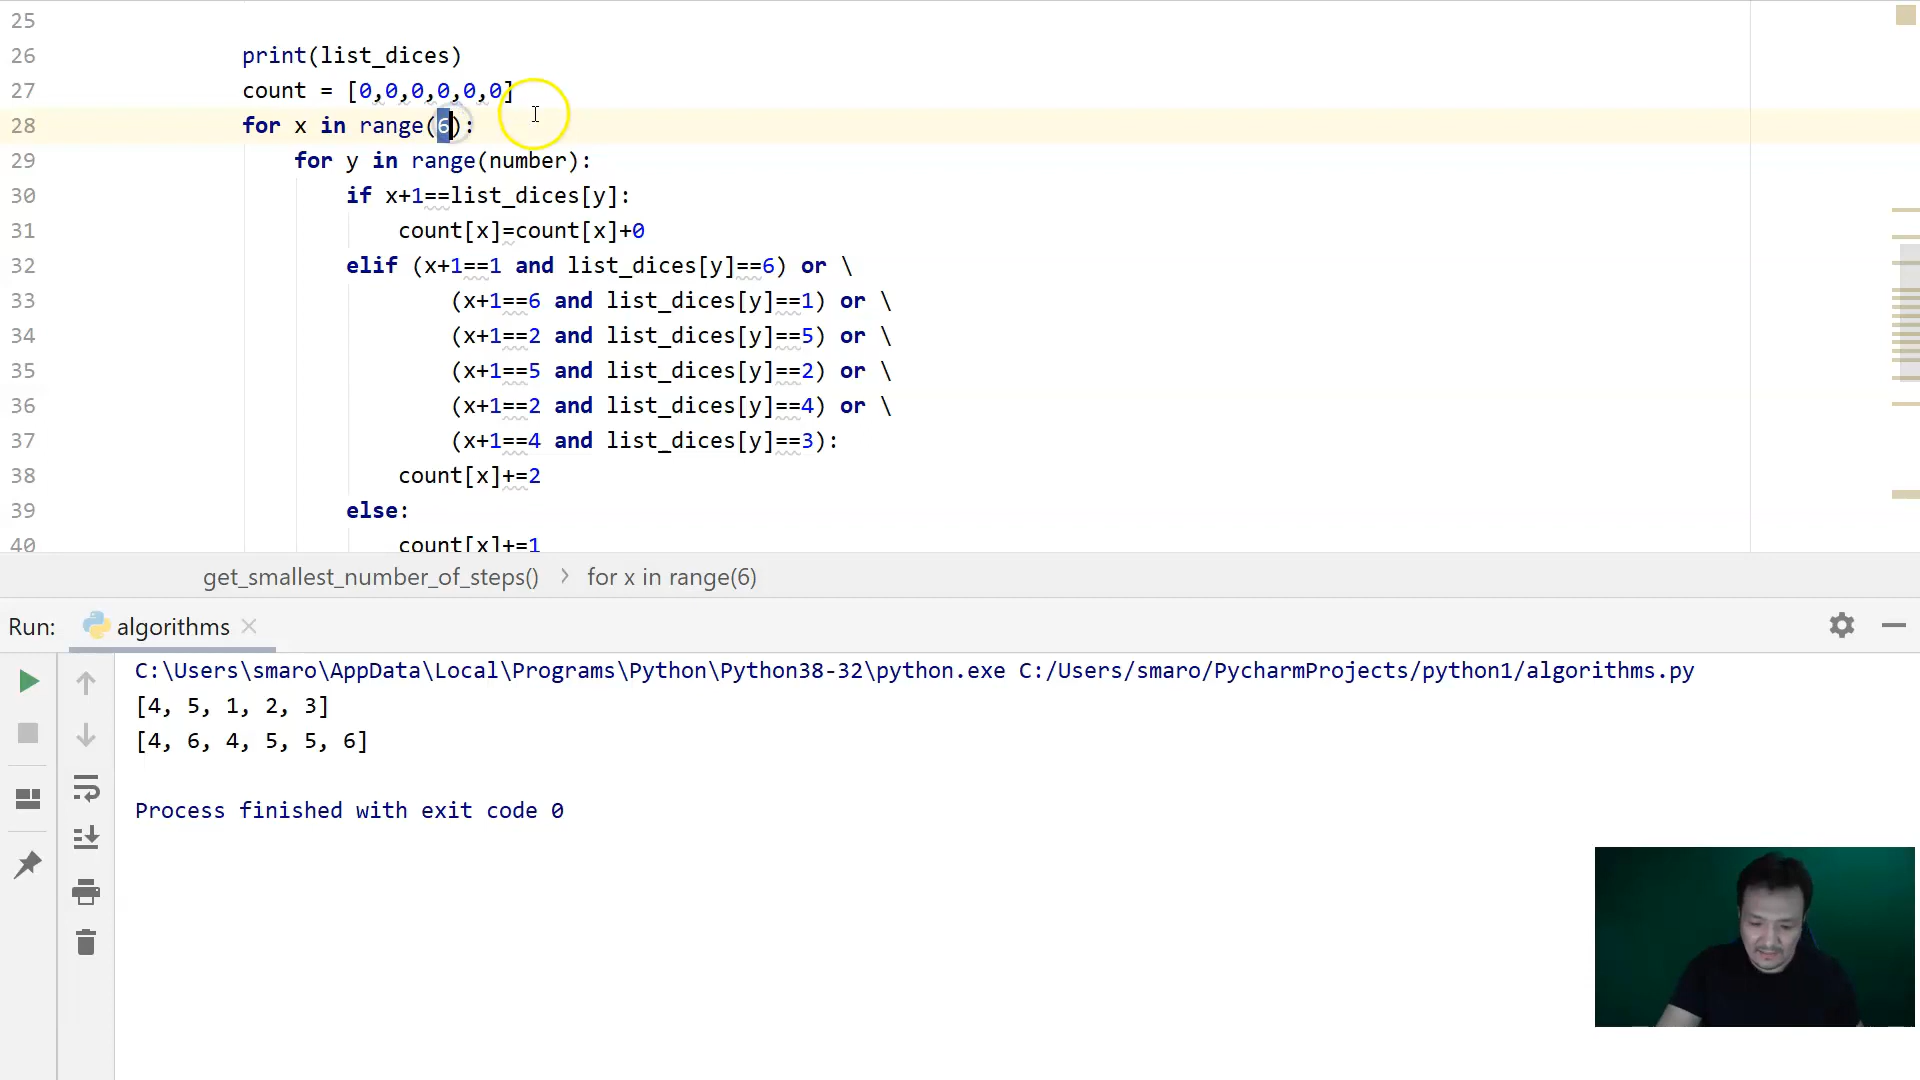 25
26 print(list_dices)
27 count = [0,0,0,0,0,0]
28 for x in range(6):
29 for y in range(number):
30 if x+1==list_dices[y]:
31 count[x]=count[x]+0
32 elif (x+1==1 and list_dices[y]==6) or \
33 (x+1==6 and list_dices[y]==1) or \
34 (x+1==2 and list_dices[y]==5) or \
35 (x+1==5 and list_dices[y]==2) or \
36 (x+1==2 and list_dices[y]==4) or \
37 (x+1==4 and list_dices[y]==3):
38 count[x]+=2
39 else:
40 count[x]+=1
get_smallest_number_of_steps() > for x in range(6)
Run: algorithms
C:\Users\smaro\AppData\Local\Programs\Python\Python38-32\python.exe C:/Users/smaro/PycharmProjects/python1/algorithms.py
[4, 5, 1, 2, 3]
[4, 6, 4, 5, 5, 6]
Process finished with exit code 0